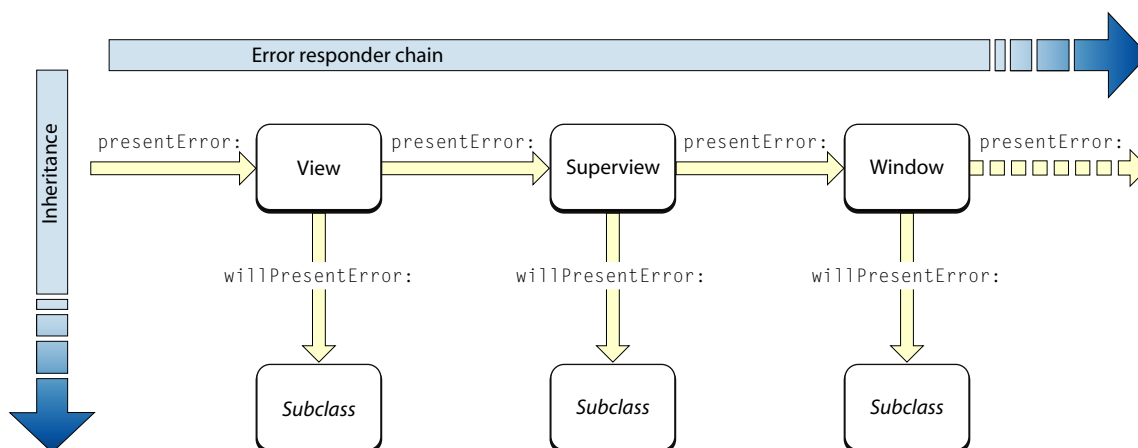 Error responder chain
Inheritance
presentError:
presentError:
presentError:
presentError:
View
Superview
Window
willPresentError:
willPresentError:
willPresentError:
Subclass
Subclass
Subclass